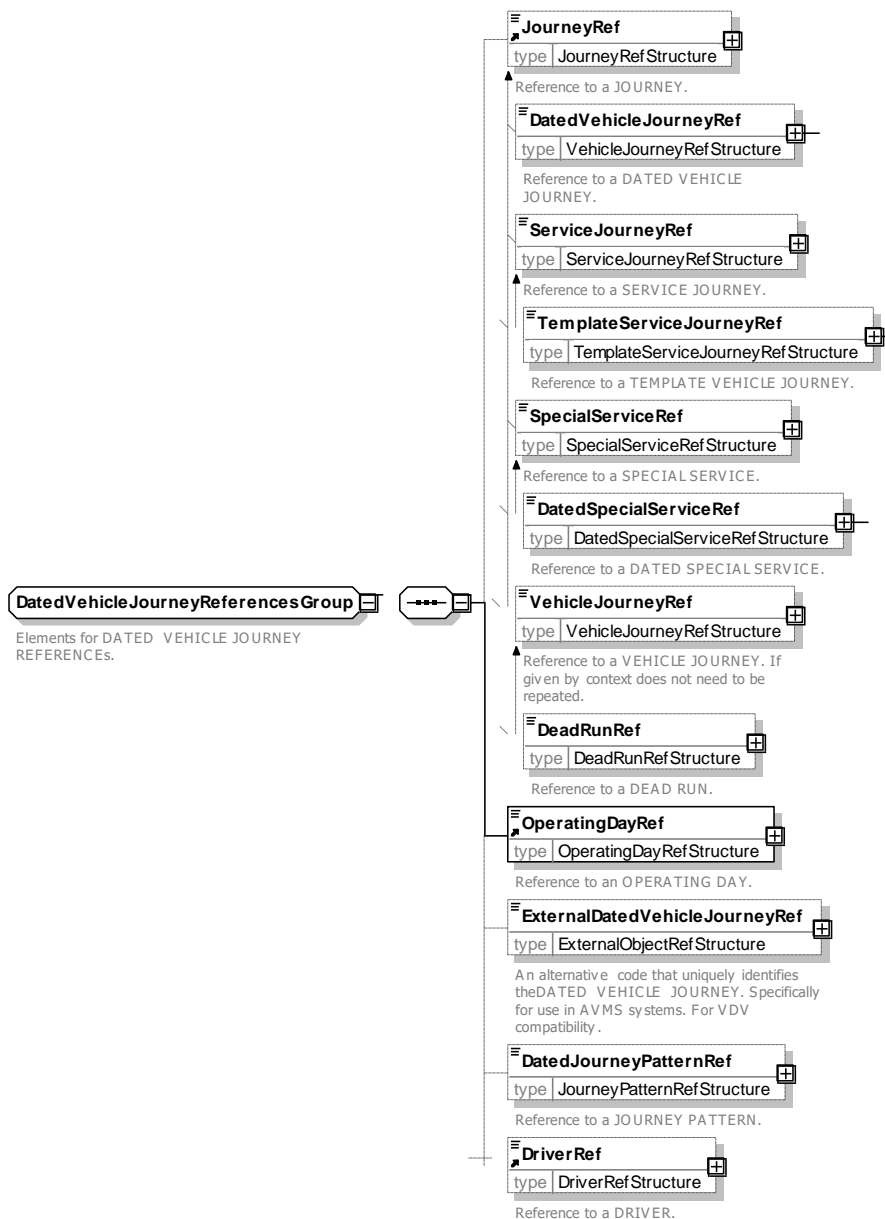 JourneyRef
type JourneyRefStructure
Reference to a JOURNEY.
DatedVehicleJourneyRef
type VehicleJourneyRefStructure
Reference to a DATED VEHICLE
JOURNEY.
ServiceJourneyRef
type ServiceJourneyRefStructure
Reference to a SERVICE JOURNEY.
TemplateServiceJourneyRef
type TemplateServiceJourneyRefStructure
Reference to a TEMPLATE VEHICLE JOURNEY.
SpecialServiceRef
type SpecialServiceRefStructure
Reference to a SPECIAL SERVICE.
DatedSpecialServiceRef
type DatedSpecialServiceRefStructure
Reference to a DATED SPECIAL SERVICE.
DatedVehicleJourneyReferencesGroup
Elements for DATED VEHICLE JOURNEY
REFERENCEs.
VehicleJourneyRef
type VehicleJourneyRefStructure
Reference to a VEHICLE JOURNEY. If
given by context does not need to be
repeated.
DeadRunRef
type DeadRunRefStructure
Reference to a DEAD RUN.
OperatingDayRef
type OperatingDayRefStructure
Reference to an OPERATING DAY.
ExternalDatedVehicleJourneyRef
type ExternalObjectRefStructure
An alternative code that uniquely identifies
theDATED VEHICLE JOURNEY. Specifically
for use in AVMS systems. For VDV
compatibility.
DatedJourneyPatternRef
type JourneyPatternRefStructure
Reference to a JOURNEY PATTERN.
DriverRef
type DriverRefStructure
Reference to a DRIVER.